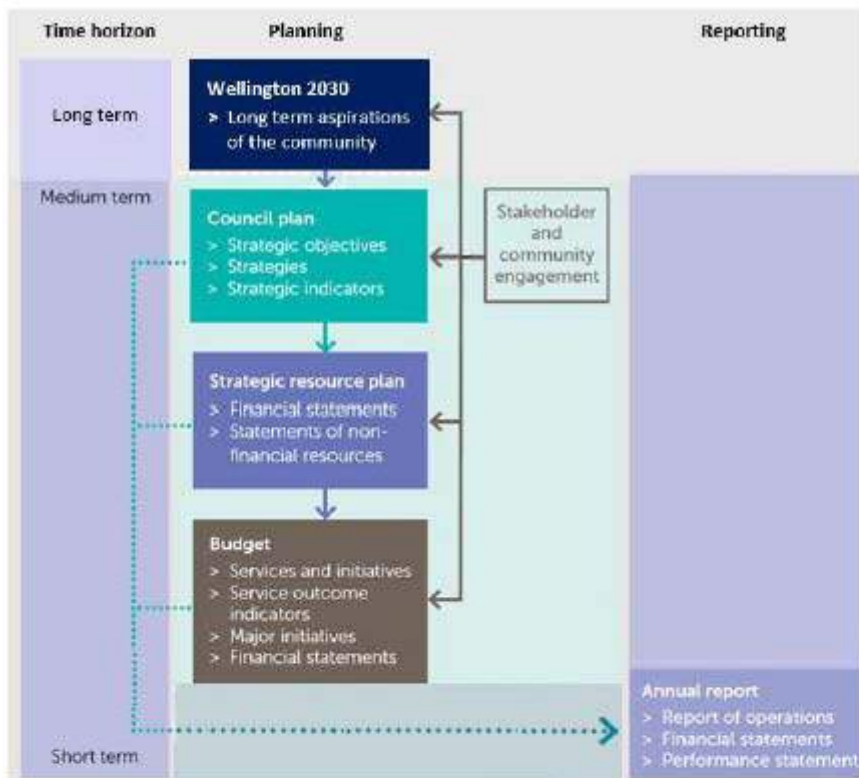 Time horizon
Planning
Reporting
Long term
Wellington 2030
> Long term aspirations
of the community
Medium term
Council plan
> Strategic objectives
> Strategies
> Strategic indicators
Stakeholder
and
community
engagement
Strategic resource plan
> Financial statements
> Statements of non-
financial resources
Budget
> Services and initiatives
> Service outcome
indicators
> Major initiatives
> Financial statements
Annual report
> Report of operations
> Financial statements
> Performance statement
Short term